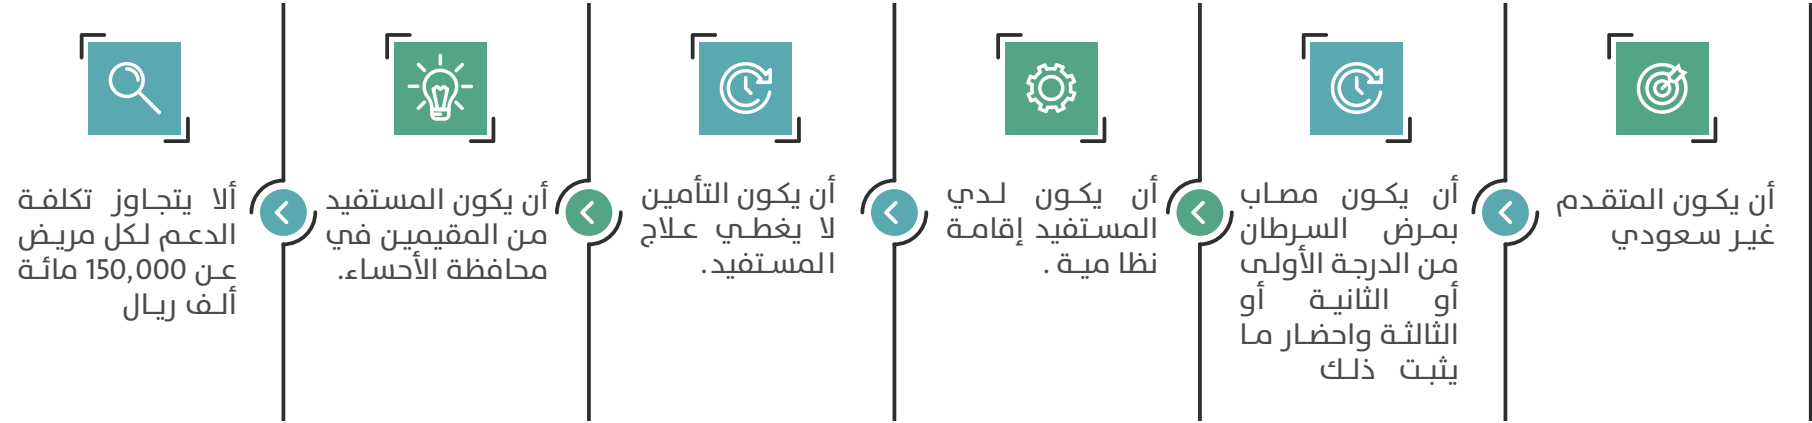 أن يكون المتقدم
غير سعودي
أن يكون مصاب
بمرض السرطان
من الدرجة الأولى
أو الثانية أو
الثالثة واحضار ما
يثبت ذلك
أن يكون لدي
المستفيد إقامة
نظا مية .
أن يكون التأمين
لا يغطي علاج
المستفيد.
أن يكون المستفيد
من المقيمين في
محافظة الأحساء.
ألا يتجاوز تكلفة
الدعم لكل مريض
عن 150,000 مائة
ألف ريال